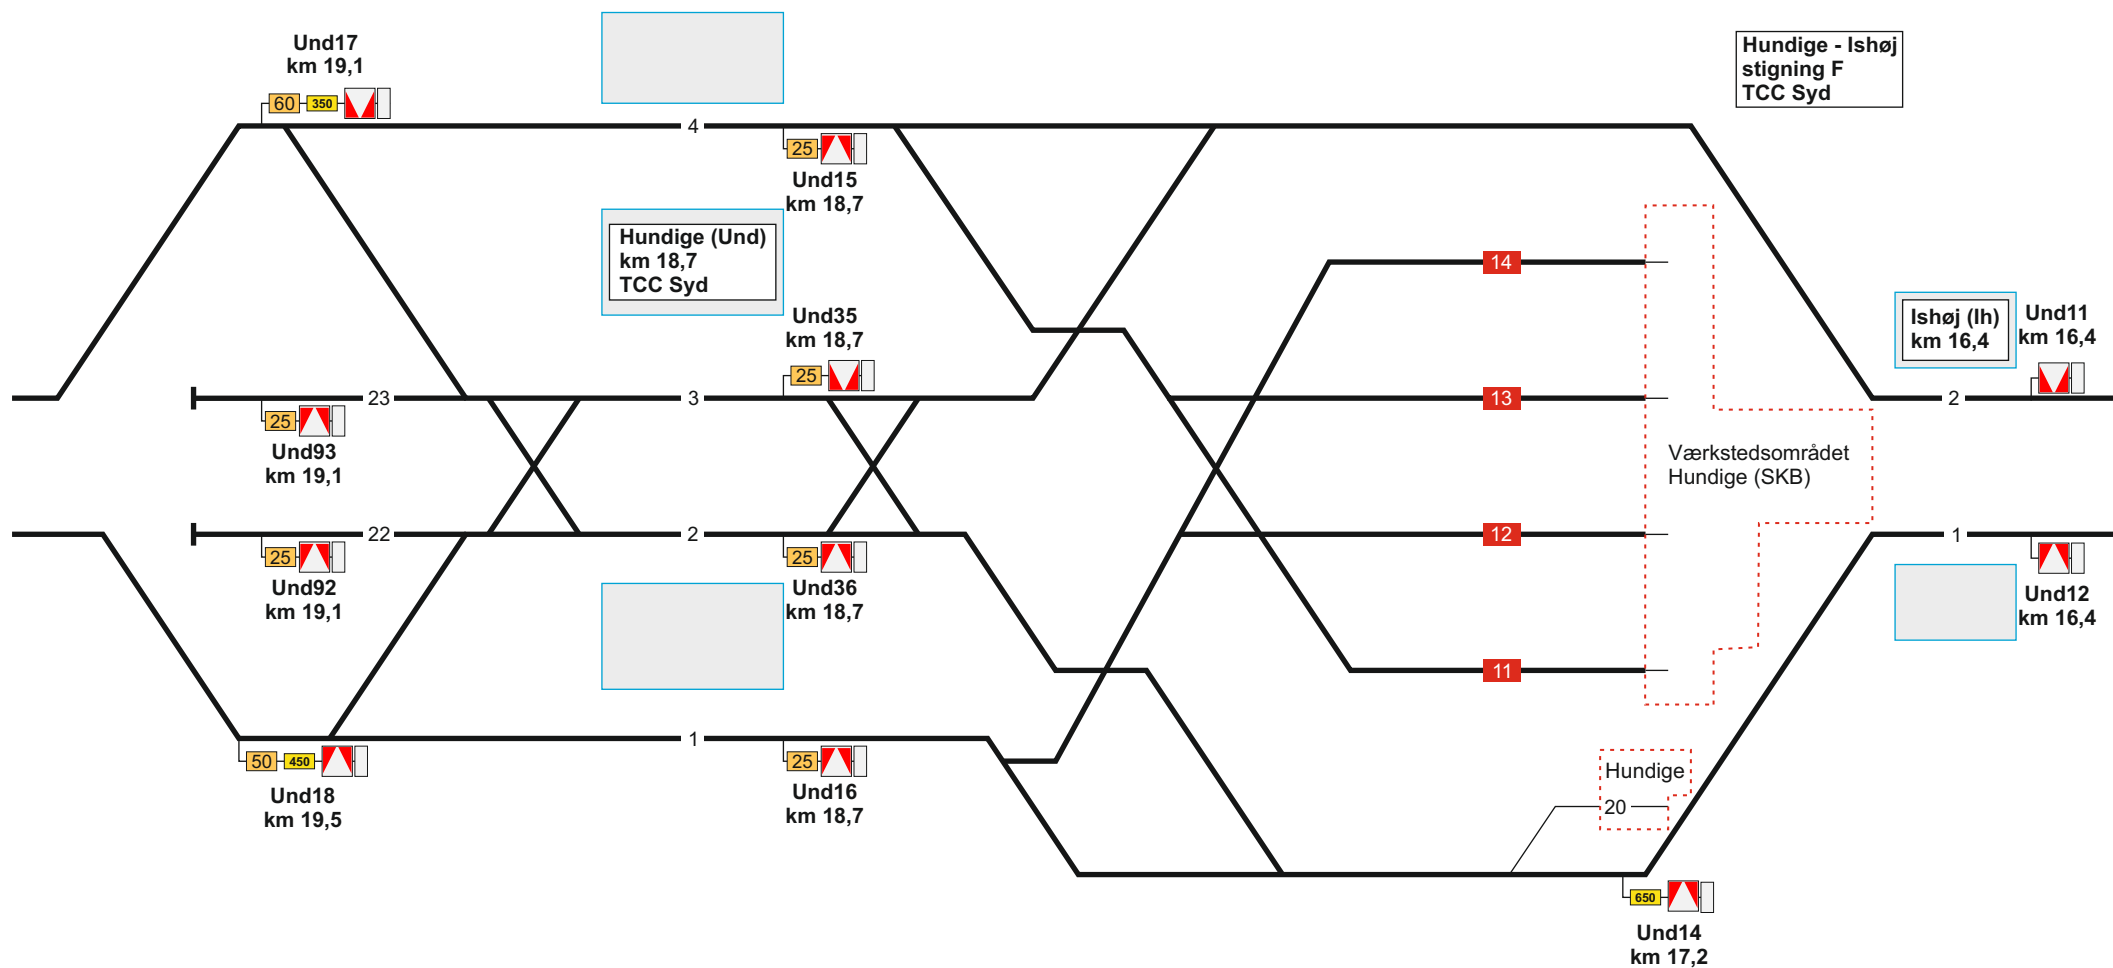 Und17
km 19,1
60
350
4
25
Und15
km 18,7
Hundige - Ishøj
stigning F
TCC Syd
Hundige (Und)
km 18,7
TCC Syd
Und35
km 18,7
25
14
Ishøj (Ih)
km 16,4
Und11
km 16,4
23
3
13
2
25
Und93
km 19,1
Værkstedsområdet
Hundige (SKB)
22
2
12
1
25
Und92
km 19,1
25
Und36
km 18,7
Und12
km 16,4
11
1
50
450
Und18
km 19,5
25
Und16
km 18,7
Hundige
20
650
Und14
km 17,2